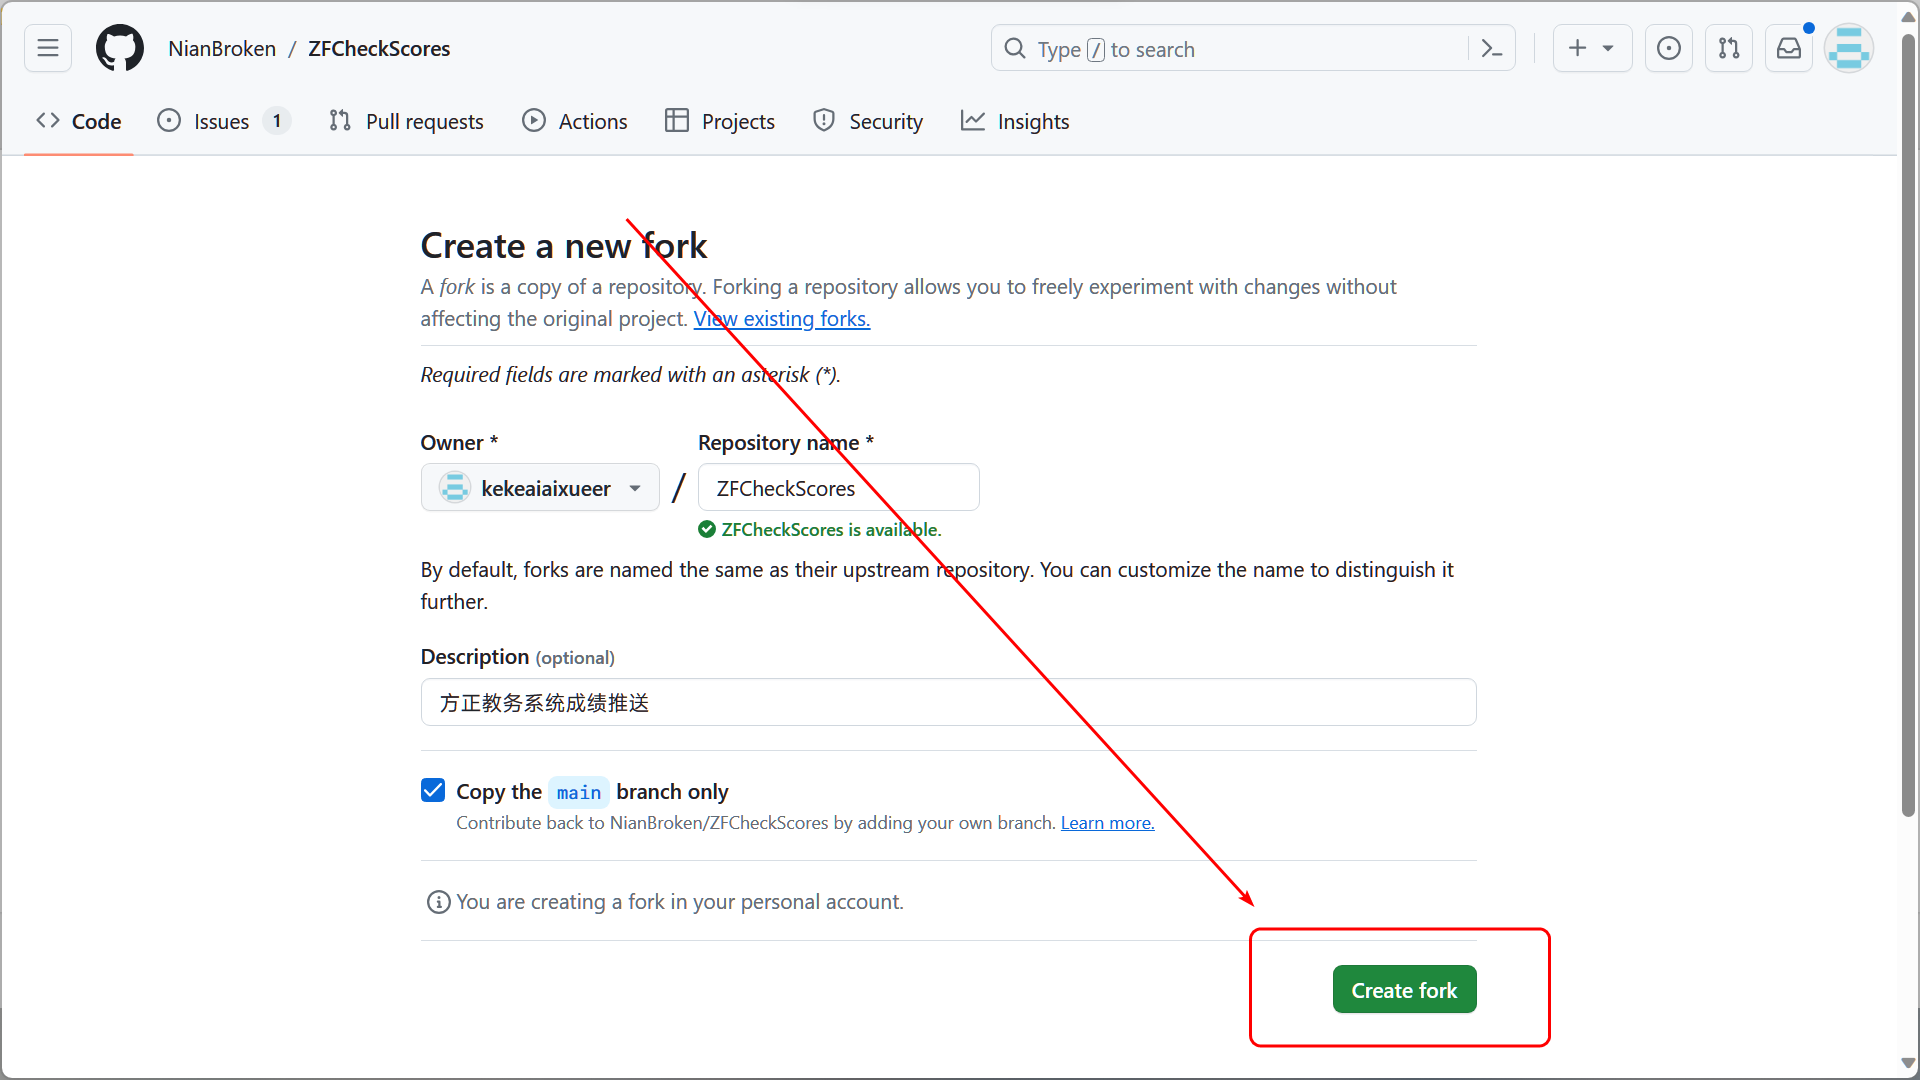 NianBroken / ZFCheckScores
Type / to search
Code
Issues 1
Pull requests
Actions
Projects
Security
Insights
Create a new fork
A fork is a copy of a repository. Forking a repository allows you to freely experiment with changes without
affecting the original project. View existing forks.
Required fields are marked with an asterisk (*).
Owner *
Repository name *
kekeaiaixueer / ZFCheckScores
ZFCheckScores is available.
By default, forks are named the same as their upstream repository. You can customize the name to distinguish it
further.
Description (optional)
方正教务系统成绩推送
Copy the main branch only
Contribute back to NianBroken/ZFCheckScores by adding your own branch. Learn more.
You are creating a fork in your personal account.
Create fork